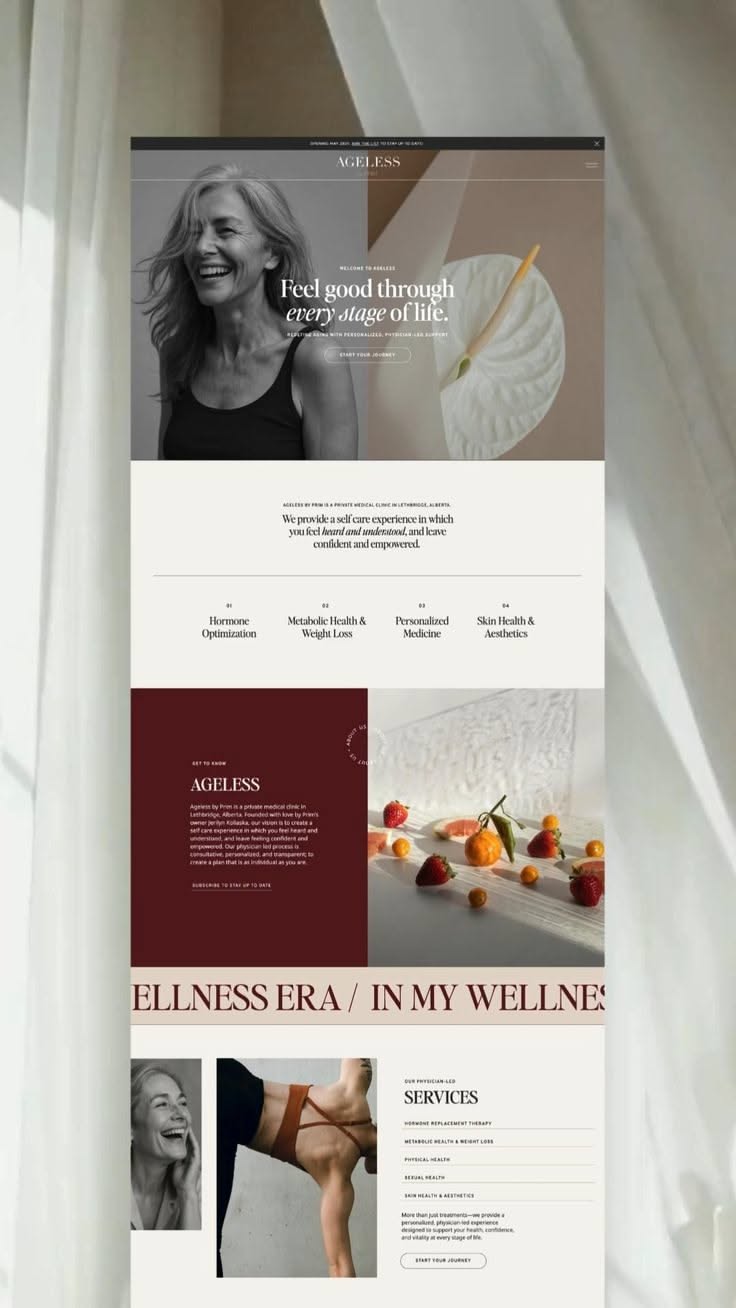 OPENING MAY 2025. JOIN THE LIST TO STAY UP TO DATE!
AGELESS
WELCOME TO AGELESS
Feel good through
every stage of life.
REDEFINING AGING WITH PERSONALIZED, PHYSICIAN-LED SUPPORT
START YOUR JOURNEY
AGELESS BY PRIM IS A PRIVATE MEDICAL CLINIC IN LETHBRIDGE, ALBERTA.
We provide a self care experience in which
you feel heard and understood, and leave
confident and empowered.
01
Hormone
Optimization
02
Metabolic Health &
Weight Loss
03
Personalized
Medicine
04
Skin Health &
Aesthetics
ABOUT US
ABOUT US
GET TO KNOW
AGELESS
Ageless by Prim is a private medical clinic in
Lethbridge, Alberta. Founded with love by Prim's
owner Jerilyn, our vision is to create a
self care experience in which you feel heard and
understood, and leave feeling confident and
empowered. Our physician led process is
consultative, personalized, and transparent; to
create a plan that is as individual as you are.
SUBSCRIBE TO STAY UP TO DATE
ELLNESS ERA / IN MY WELLNES
OUR PHYSICIAN-LED
SERVICES
HORMONE REPLACEMENT THERAPY
METABOLIC HEALTH & WEIGHT LOSS
PHYSICAL HEALTH
SEXUAL HEALTH
SKIN HEALTH & AESTHETICS
More than just treatments—we provide a
personalized, physician-led experience
designed to support your health, confidence,
and vitality at every stage of life.
START YOUR JOURNEY